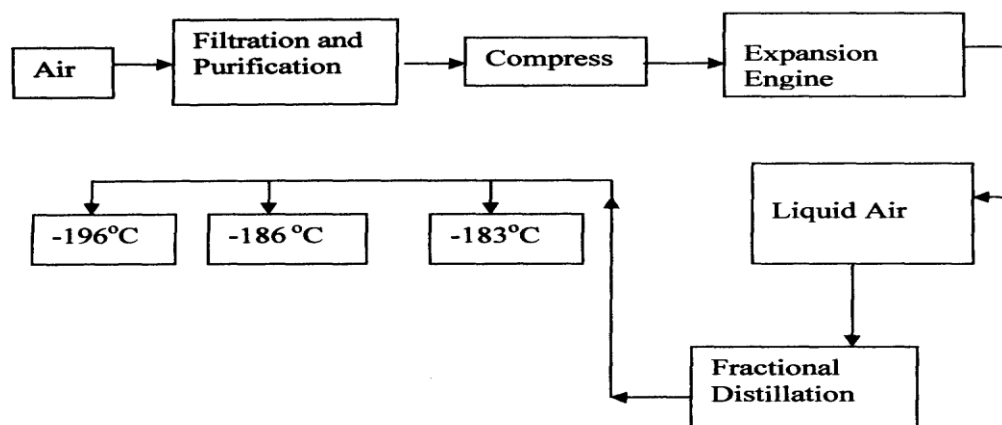 Air
Filtration and
Purification
Compress
Expansion
Engine
-196°C
-186 °C
-183°C
Liquid Air
Fractional
Distillation